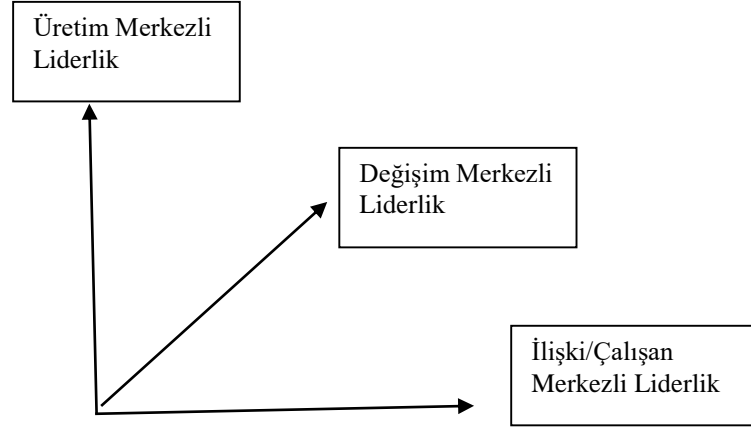 Üretim Merkezli
Liderlik
Değişim Merkezli
Liderlik
İlişki/Çalışan
Merkezli Liderlik